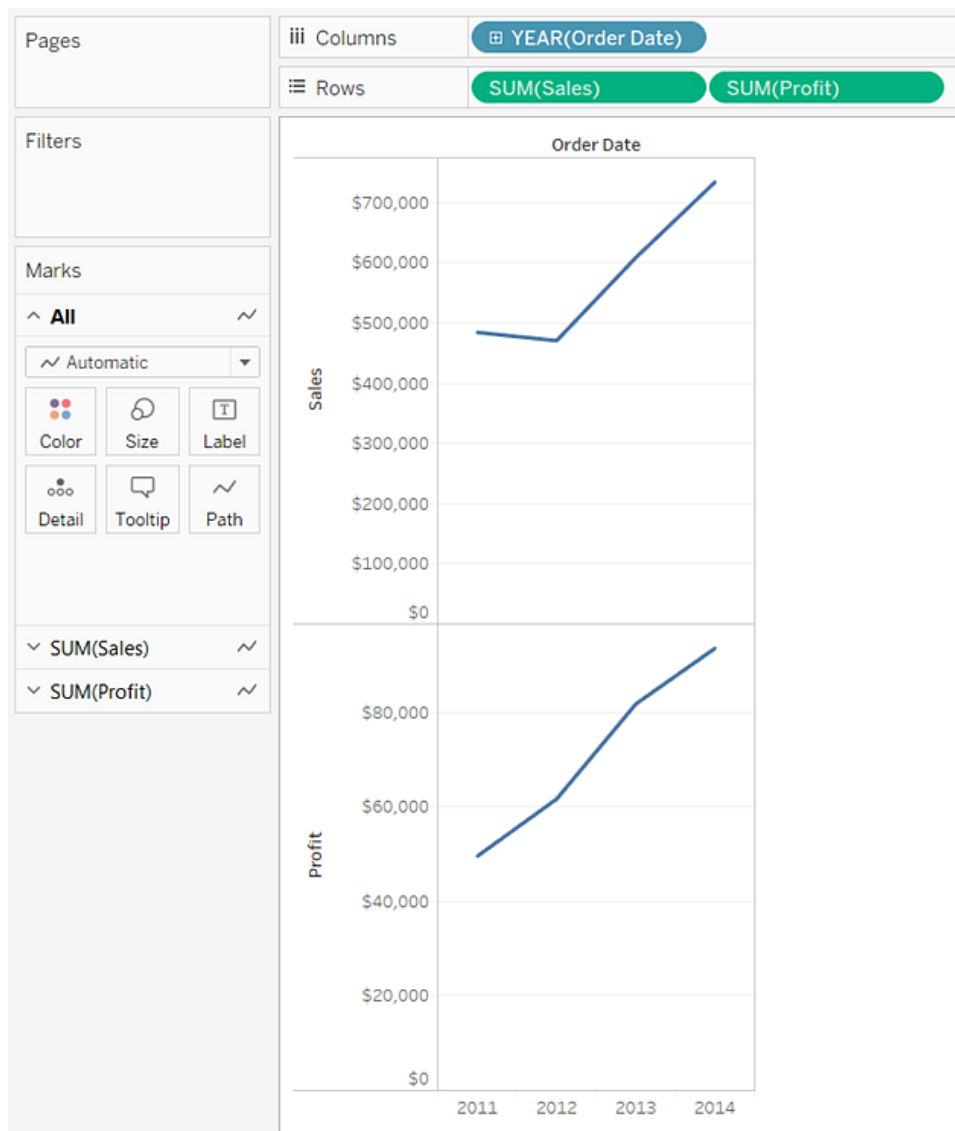 Pages
Columns
YEAR(Order Date)
Rows
SUM(Sales)
SUM(Profit)
Filters
Marks
All
Automatic
Color
Size
Label
Detail
Tooltip
Path
SUM(Sales)
SUM(Profit)
Order Date
Sales
$700,000
$600,000
$500,000
$400,000
$300,000
$200,000
$100,000
$0
Profit
$80,000
$60,000
$40,000
$20,000
$0
2011 2012 2013 2014